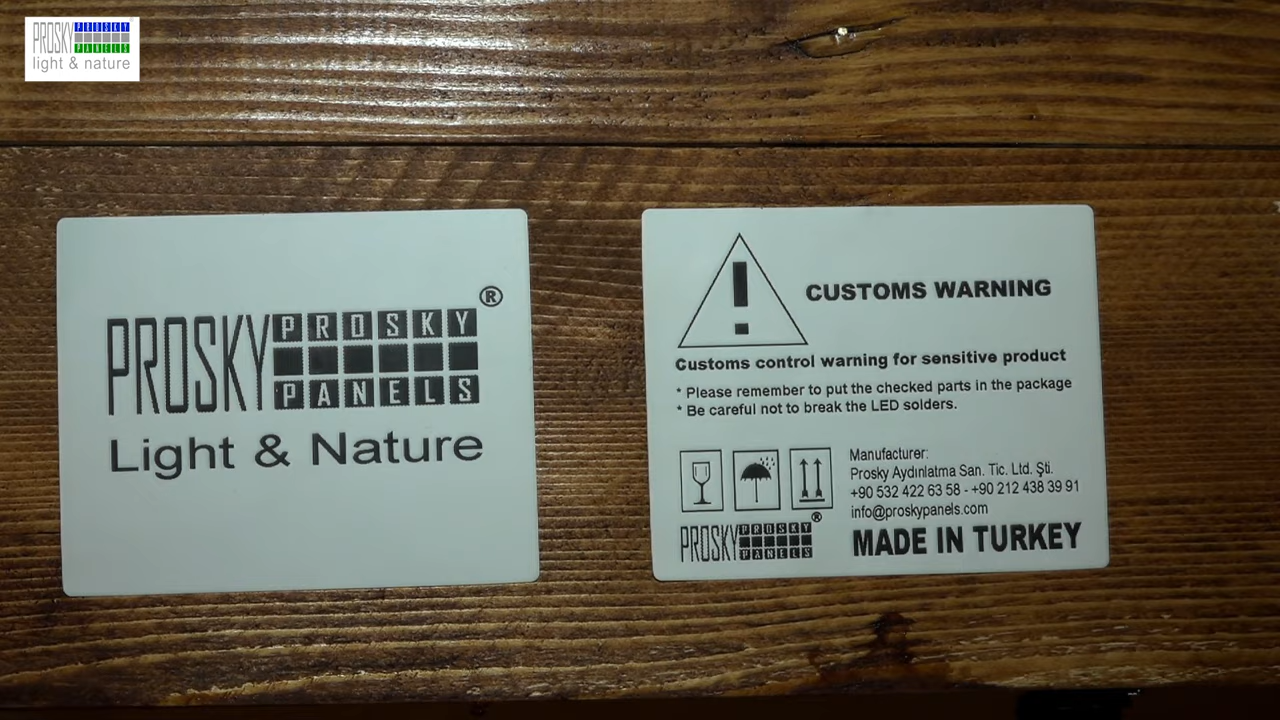 PROSKY PROSKY
PANELS
light & nature
PROSKY PROSKY ®
PANELS
Light & Nature
CUSTOMS WARNING
Customs control warning for sensitive product
* Please remember to put the checked parts in the package
* Be careful not to break the LED solders.
Manufacturer:
Prosky Aydınlatma San. Tic. Ltd. Şti.
+90 532 422 63 58 - +90 212 438 39 91
info@proskypanels.com
MADE IN TURKEY
PROSKY PROSKY ®
PANELS